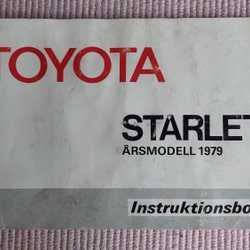 TOYOTA
STARLET
ÅRSMODELL 1979
Instruktionsbo